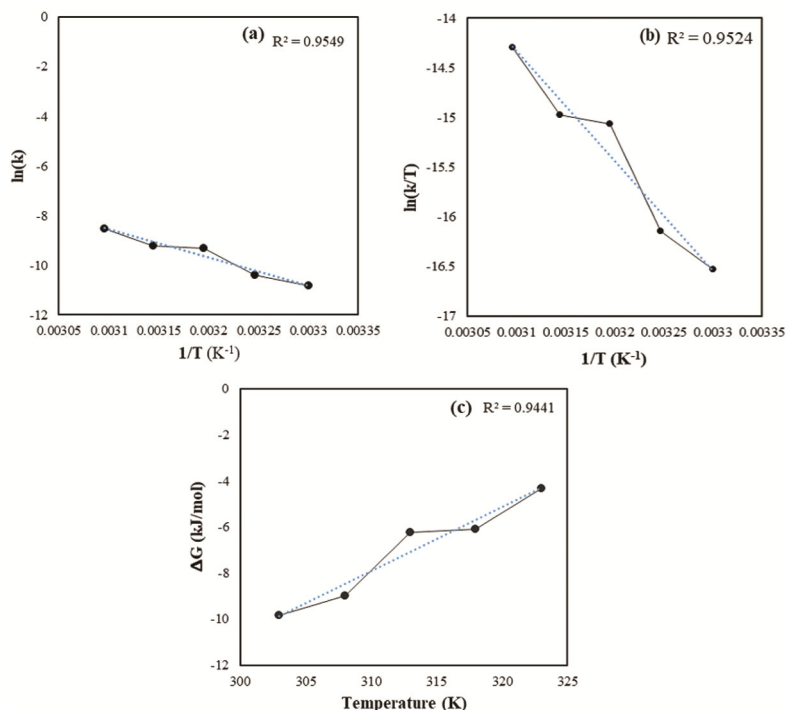 (a)
R² = 0.9549
0
-2
-4
-6
-8
-10
-12
ln(k)
0.00305 0.0031 0.00315 0.0032 0.00325 0.0033 0.00335
1/T (K⁻¹)
(b)
R² = 0.9524
-14
-14.5
-15
-15.5
-16
-16.5
-17
ln(k/T)
0.00305 0.0031 0.00315 0.0032 0.00325 0.0033 0.00335
1/T (K⁻¹)
(c)
R² = 0.9441
0
-2
-4
-6
-8
-10
-12
ΔG (kJ/mol)
300 305 310 315 320 325
Temperature (K)